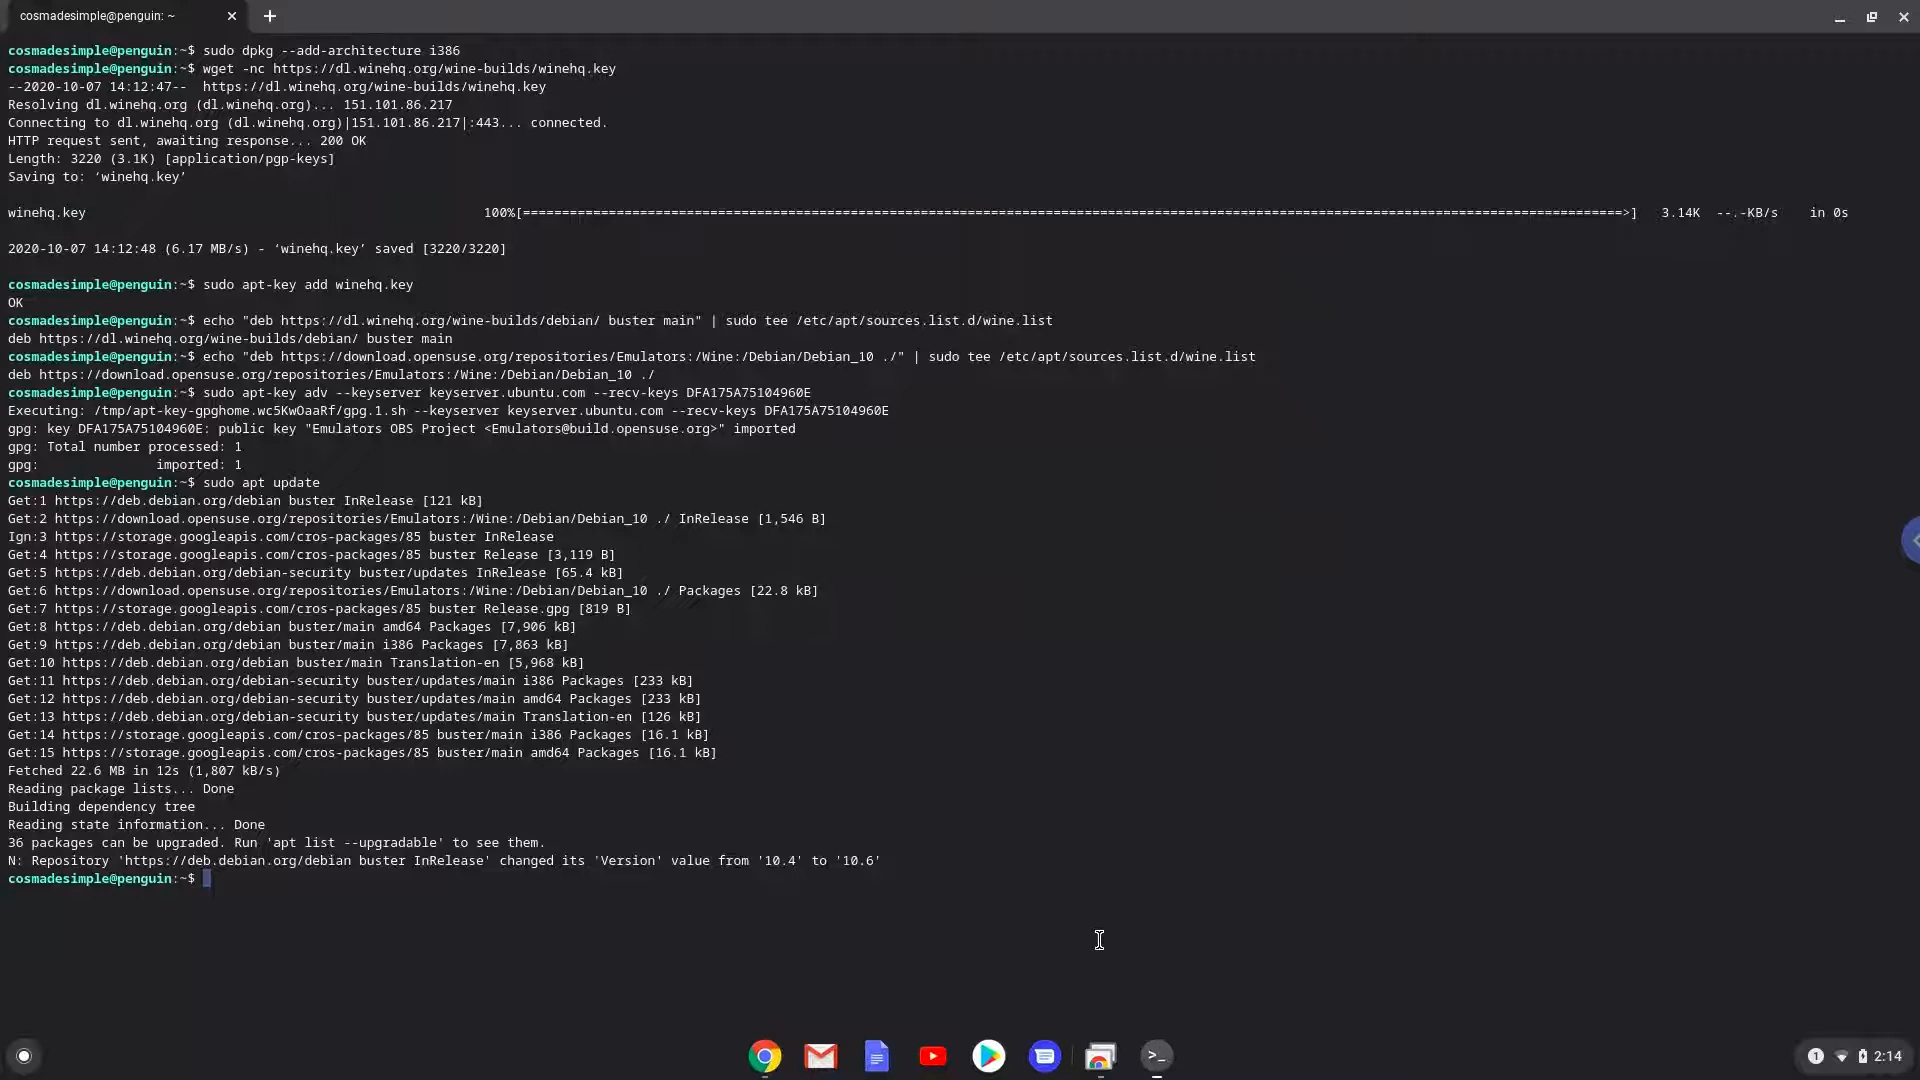 cosmadesimple@penguin: ~
cosmadesimple@penguin:~$ sudo dpkg --add-architecture i386
cosmadesimple@penguin:~$ wget -nc https://dl.winehq.org/wine-builds/winehq.key
--2020-10-07 14:12:47--  https://dl.winehq.org/wine-builds/winehq.key
Resolving dl.winehq.org (dl.winehq.org)... 151.101.86.217
Connecting to dl.winehq.org (dl.winehq.org)|151.101.86.217|:443... connected.
HTTP request sent, awaiting response... 200 OK
Length: 3220 (3.1K) [application/pgp-keys]
Saving to: ‘winehq.key’
winehq.key 100%[=============================================================================================================================================>] 3.14K --.-KB/s in 0s
2020-10-07 14:12:48 (6.17 MB/s) - ‘winehq.key’ saved [3220/3220]
cosmadesimple@penguin:~$ sudo apt-key add winehq.key
OK
cosmadesimple@penguin:~$ echo "deb https://dl.winehq.org/wine-builds/debian/ buster main" | sudo tee /etc/apt/sources.list.d/wine.list
deb https://dl.winehq.org/wine-builds/debian/ buster main
cosmadesimple@penguin:~$ echo "deb https://download.opensuse.org/repositories/Emulators:/Wine:/Debian/Debian_10 ./" | sudo tee /etc/apt/sources.list.d/wine.list
deb https://download.opensuse.org/repositories/Emulators:/Wine:/Debian/Debian_10 ./
cosmadesimple@penguin:~$ sudo apt-key adv --keyserver keyserver.ubuntu.com --recv-keys DFA175A75104960E
Executing: /tmp/apt-key-gpghome.wc5KwOaaRf/gpg.1.sh --keyserver keyserver.ubuntu.com --recv-keys DFA175A75104960E
gpg: key DFA175A75104960E: public key "Emulators OBS Project <Emulators@build.opensuse.org>" imported
gpg: Total number processed: 1
gpg:               imported: 1
cosmadesimple@penguin:~$ sudo apt update
Get:1 https://deb.debian.org/debian buster InRelease [121 kB]
Get:2 https://download.opensuse.org/repositories/Emulators:/Wine:/Debian/Debian_10 ./ InRelease [1,546 B]
Ign:3 https://storage.googleapis.com/cros-packages/85 buster InRelease
Get:4 https://storage.googleapis.com/cros-packages/85 buster Release [3,119 B]
Get:5 https://deb.debian.org/debian-security buster/updates InRelease [65.4 kB]
Get:6 https://download.opensuse.org/repositories/Emulators:/Wine:/Debian/Debian_10 ./ Packages [22.8 kB]
Get:7 https://storage.googleapis.com/cros-packages/85 buster Release.gpg [819 B]
Get:8 https://deb.debian.org/debian buster/main amd64 Packages [7,906 kB]
Get:9 https://deb.debian.org/debian buster/main i386 Packages [7,863 kB]
Get:10 https://deb.debian.org/debian buster/main Translation-en [5,968 kB]
Get:11 https://deb.debian.org/debian-security buster/updates/main i386 Packages [233 kB]
Get:12 https://deb.debian.org/debian-security buster/updates/main amd64 Packages [233 kB]
Get:13 https://deb.debian.org/debian-security buster/updates/main Translation-en [126 kB]
Get:14 https://storage.googleapis.com/cros-packages/85 buster/main i386 Packages [16.1 kB]
Get:15 https://storage.googleapis.com/cros-packages/85 buster/main amd64 Packages [16.1 kB]
Fetched 22.6 MB in 12s (1,807 kB/s)
Reading package lists... Done
Building dependency tree
Reading state information... Done
36 packages can be upgraded. Run 'apt list --upgradable' to see them.
N: Repository 'https://deb.debian.org/debian buster InRelease' changed its 'Version' value from '10.4' to '10.6'
cosmadesimple@penguin:~$
1 2:14